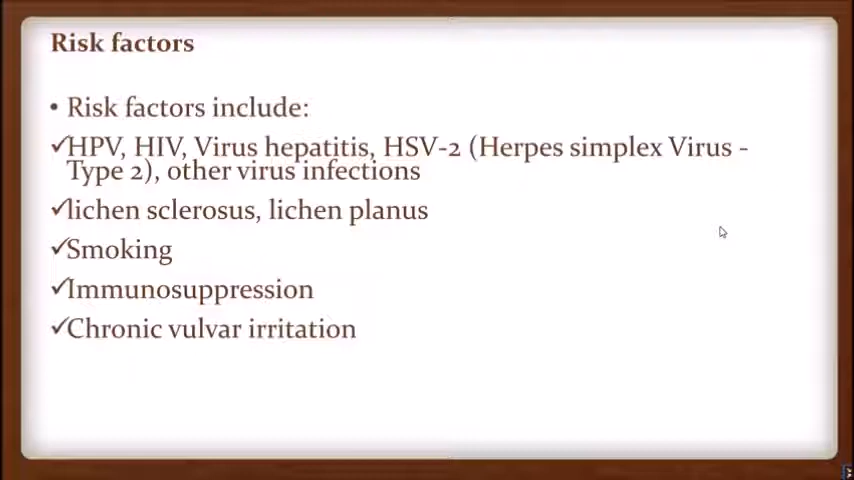 Risk factors
• Risk factors include:
✓HPV, HIV, Virus hepatitis, HSV-2 (Herpes simplex Virus -
Type 2), other virus infections
✓lichen sclerosus, lichen planus
✓Smoking
✓Immunosuppression
✓Chronic vulvar irritation